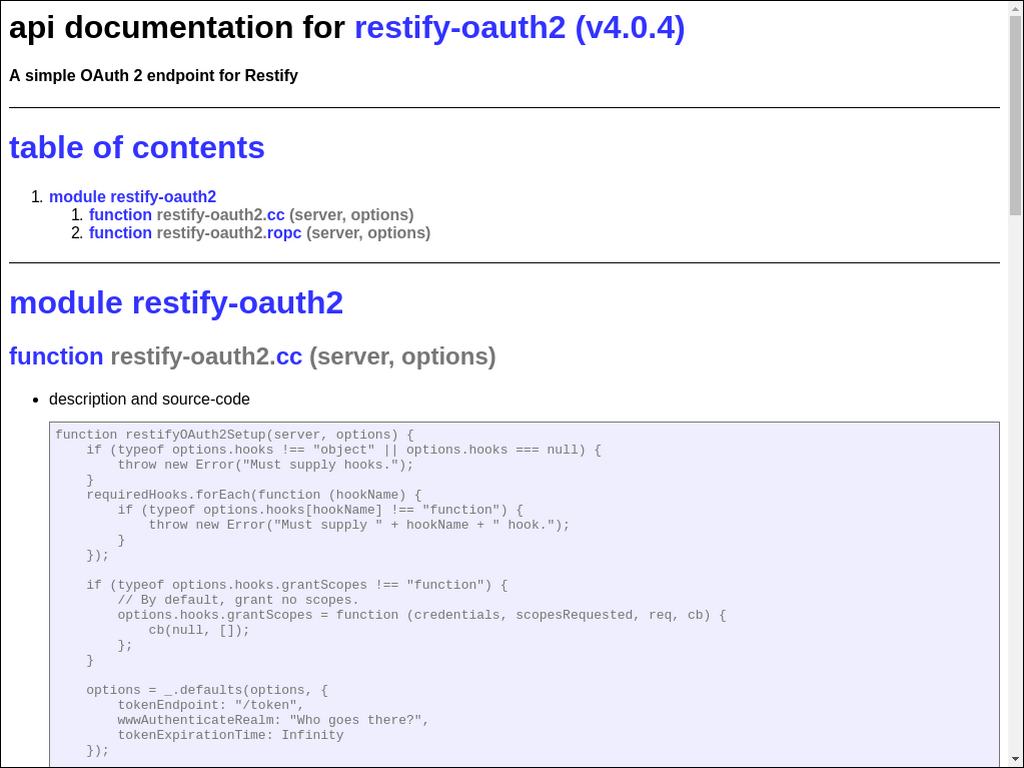 api documentation for restify-oauth2 (v4.0.4)
A simple OAuth 2 endpoint for Restify
table of contents
1. module restify-oauth2
1. function restify-oauth2.cc (server, options)
2. function restify-oauth2.ropc (server, options)
module restify-oauth2
function restify-oauth2.cc (server, options)
• description and source-code
function restifyOAuth2Setup(server, options) {
    if (typeof options.hooks !== "object" || options.hooks === null) {
        throw new Error("Must supply hooks.");
    }
    requiredHooks.forEach(function (hookName) {
        if (typeof options.hooks[hookName] !== "function") {
            throw new Error("Must supply " + hookName + " hook.");
        }
    });

    if (typeof options.hooks.grantScopes !== "function") {
        // By default, grant no scopes.
        options.hooks.grantScopes = function (credentials, scopesRequested, req, cb) {
            cb(null, []);
        };
    }

    options = _.defaults(options, {
        tokenEndpoint: "/token",
        wwwAuthenticateRealm: "Who goes there?",
        tokenExpirationTime: Infinity
    });